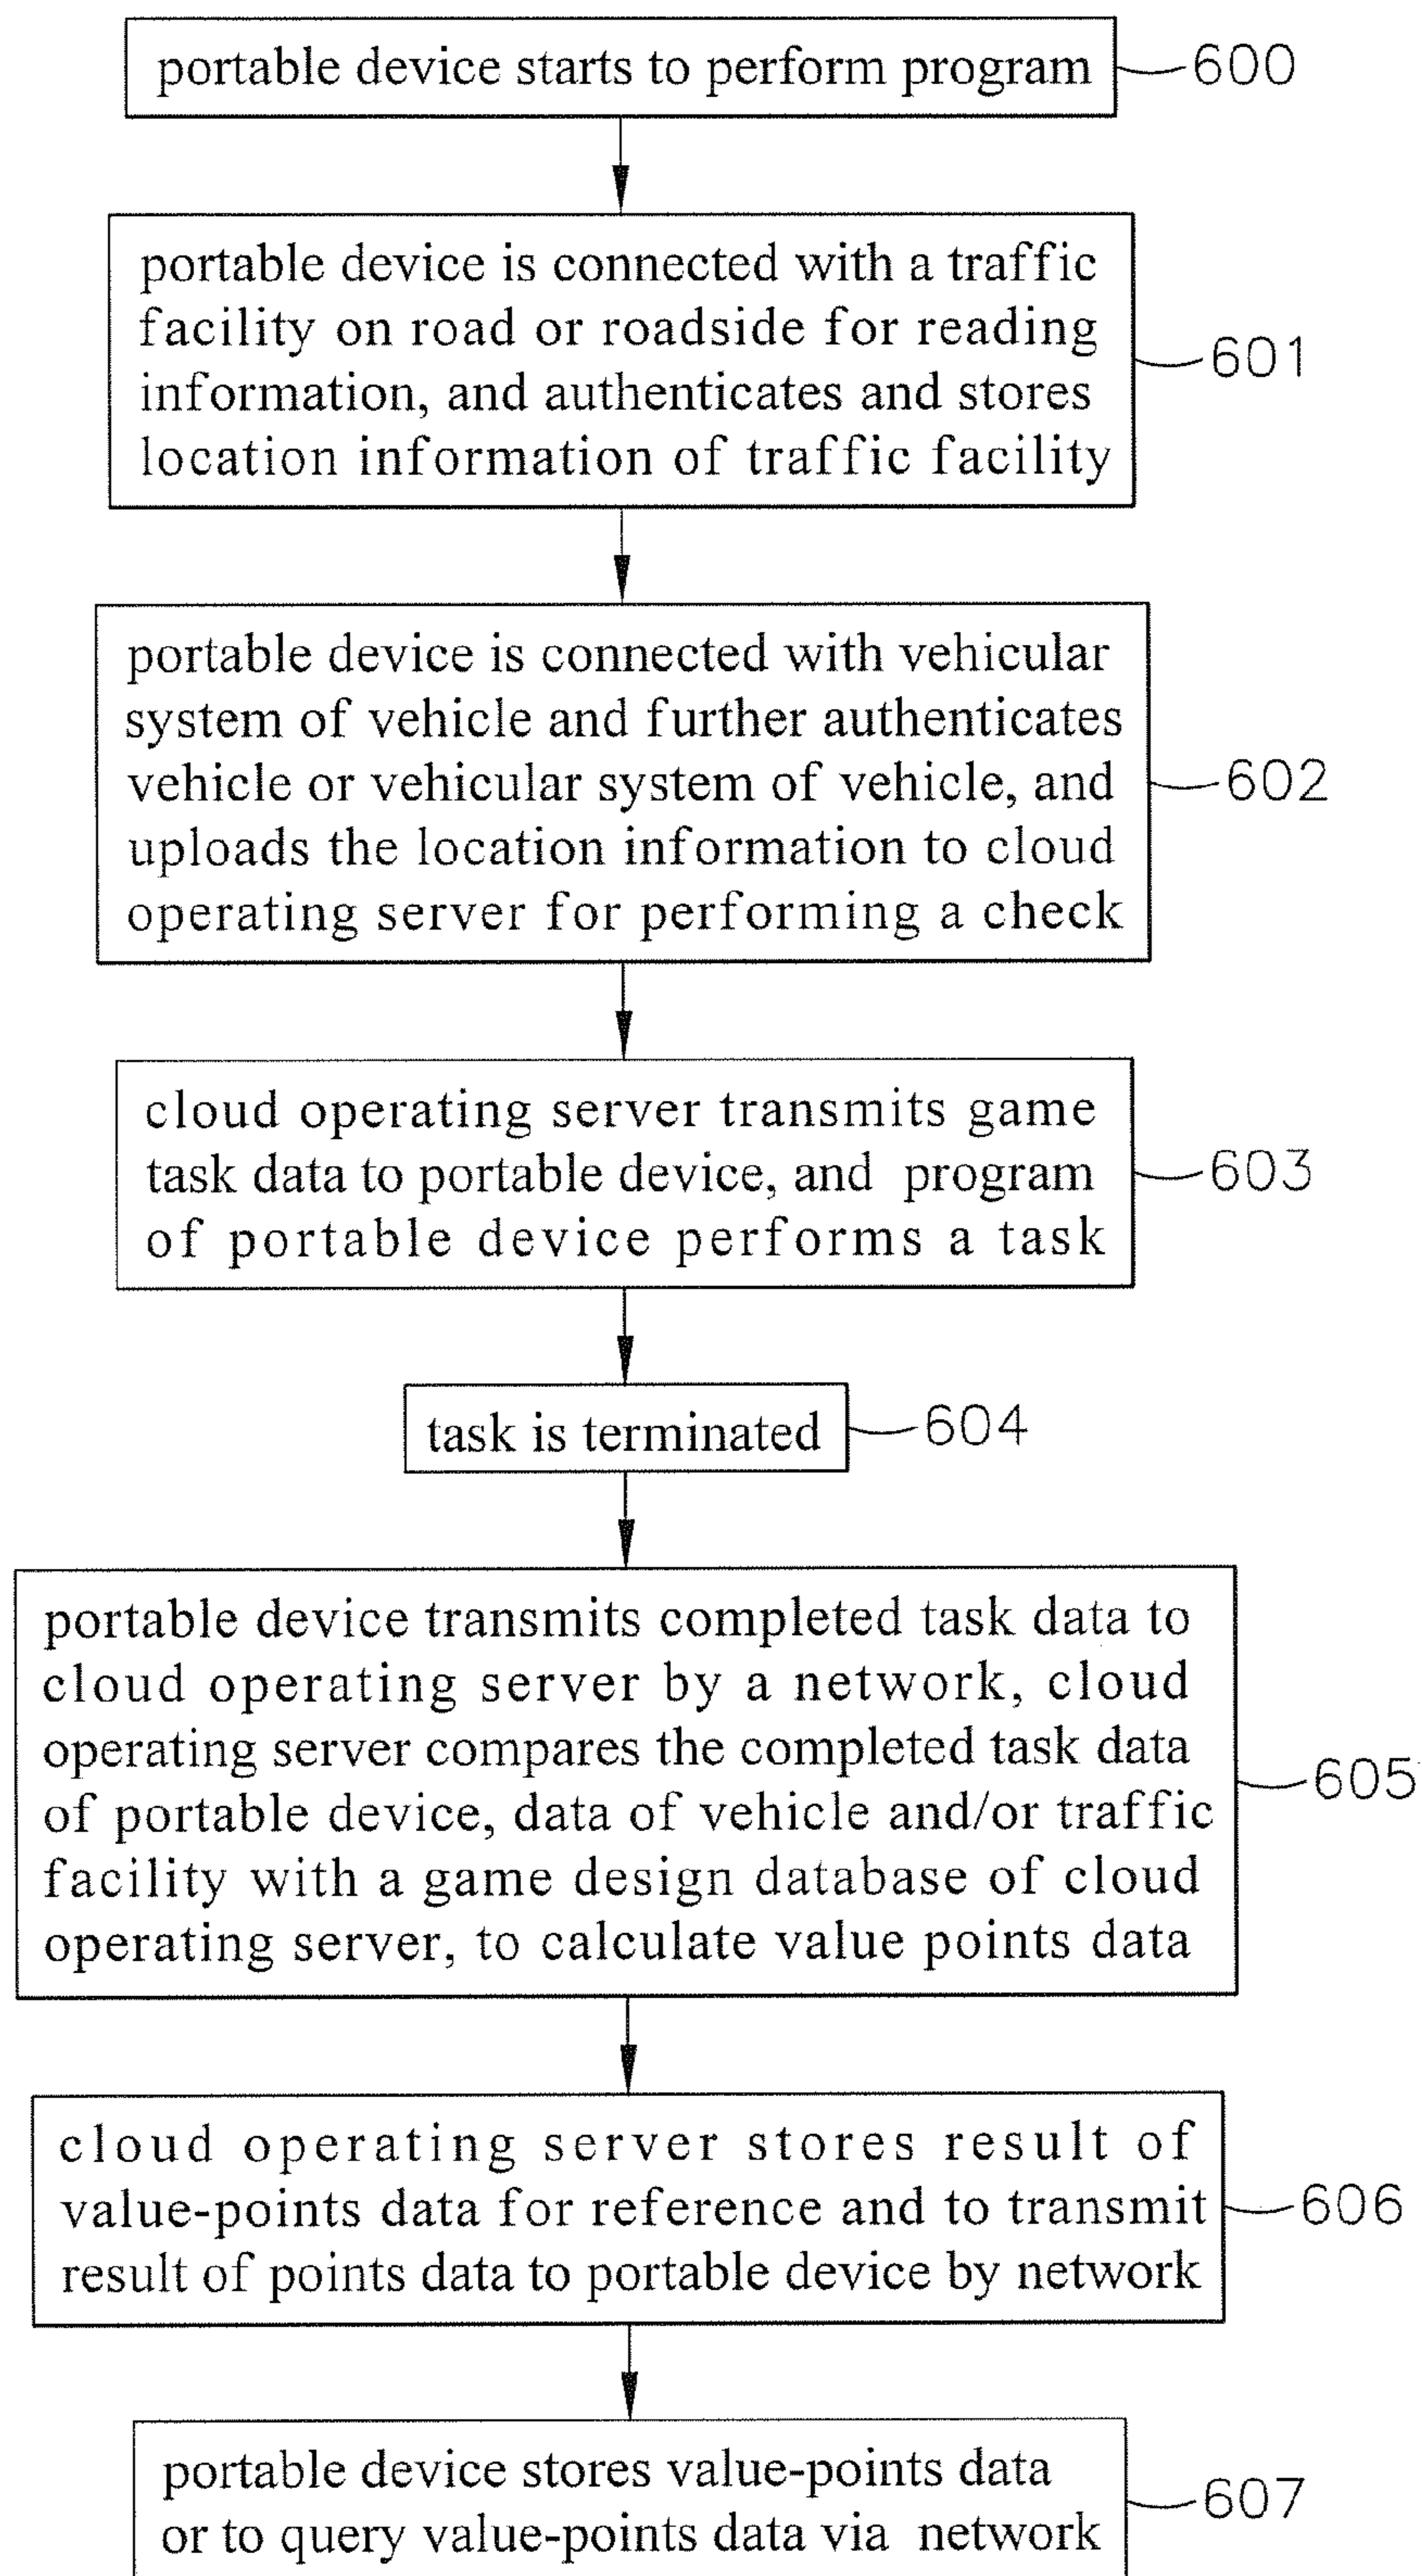 portable device starts to perform program
600
portable device is connected with a traffic
facility on road or roadside for reading
information, and authenticates and stores
location information of traffic facility
601
portable device is connected with vehicular
system of vehicle and further authenticates
vehicle or vehicular system of vehicle, and
uploads the location information to cloud
operating server for performing a check
602
cloud operating server transmits game
task data to portable device, and program
of portable device performs a task
603
task is terminated
604
portable device transmits completed task data to
cloud operating server by a network, cloud
operating server compares the completed task data
of portable device, data of vehicle and/or traffic
facility with a game design database of cloud
operating server, to calculate value points data
605
cloud operating server stores result of
value-points data for reference and to transmit
result of points data to portable device by network
606
portable device stores value-points data
or to query value-points data via network
607